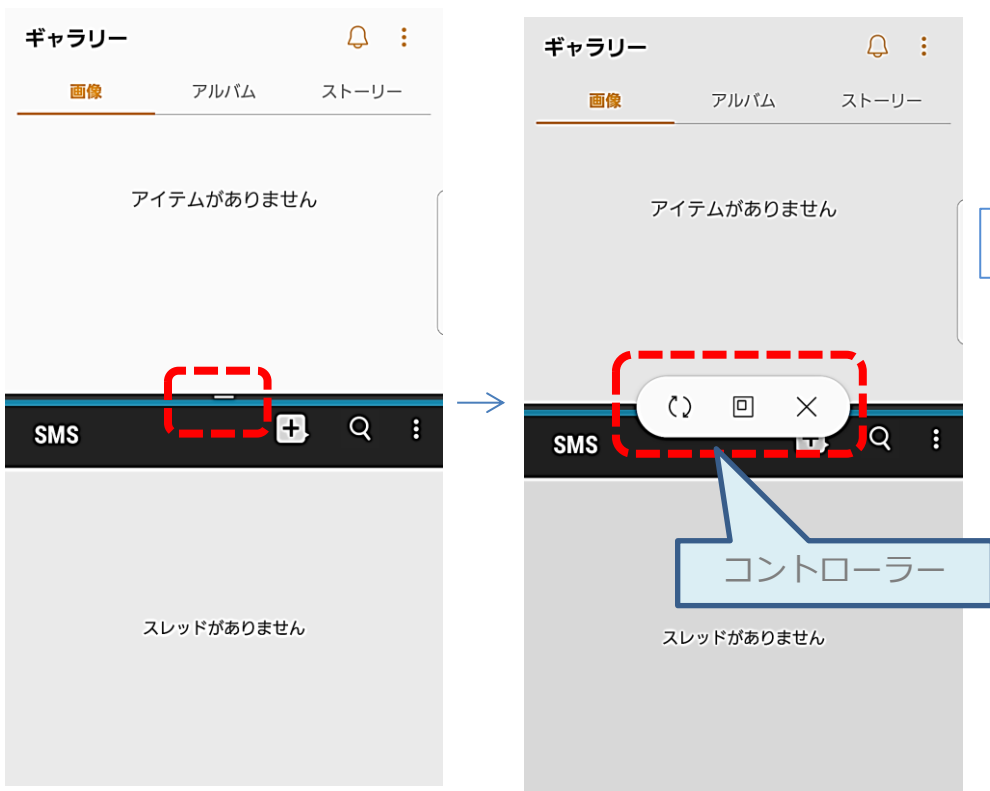 ギャラリー
画像 アルバム ストーリー
アイテムがありません
SMS
スレッドがありません
ギャラリー
画像 アルバム ストーリー
アイテムがありません
SMS
コントローラー
スレッドがありません